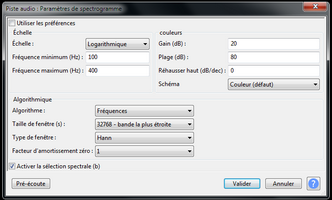 Piste audio : Paramètres de spectrogramme
Utiliser les préférences
Échelle
Échelle : Logarithmique
Fréquence minimum (Hz) : 100
Fréquence maximum (Hz) : 400
couleurs
Gain (dB) : 20
Plage (dB) : 80
Réhausser haut (dB/dec) : 0
Schéma Couleur (défaut)
Algorithmique
Algorithme : Fréquences
Taille de fenêtre (s) : 32768 - bande la plus étroite
Type de fenêtre : Hann
Facteur d'amortissement zéro : 1
Activer la sélection spectrale (b)
Pré-écoute Valider Annuler ?